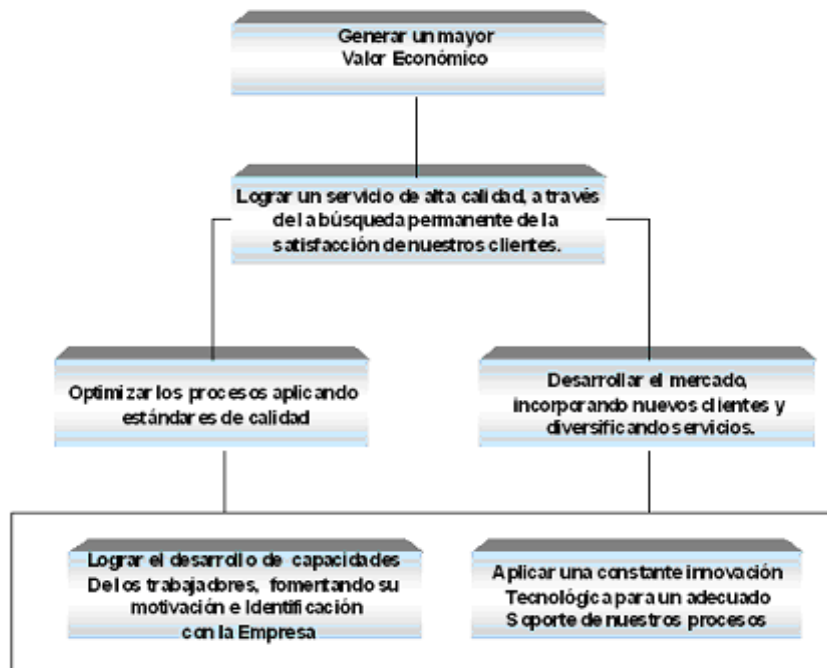 Generar un mayor
Valor Económico
Lograr un servicio de alta calidad, a través
de la búsqueda permanente de la
satisfacción de nuestros clientes.
Optimizar los procesos aplicando
estándares de calidad
Desarrollar el mercado,
incorporando nuevos clientes y
diversificando servicios.
Lograr el desarrollo de capacidades
De los trabajadores, fomentando su
motivación e Identificación
con la Empresa
Aplicar una constante innovación
Tecnológica para un adecuado
Soporte de nuestros procesos